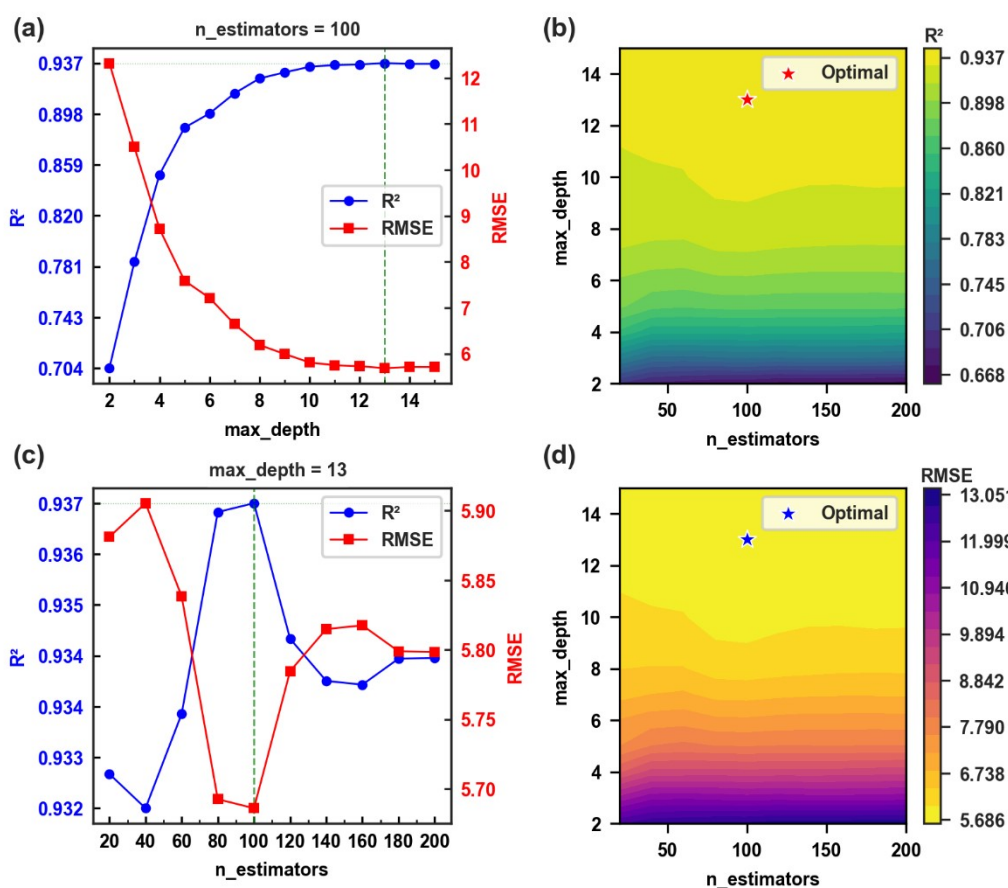 (a)
n_estimators = 100
R²
0.937
0.898
0.859
0.820
0.781
0.743
0.704
R²
RMSE
12
11
10
9
8
7
6
RMSE
2 4 6 8 10 12 14
max_depth
(b)
Optimal
max_depth
14
12
10
8
6
4
2
50 100 150 200
n_estimators
R²
0.937
0.898
0.860
0.821
0.783
0.745
0.706
0.668
(c)
max_depth = 13
R²
0.937
0.936
0.935
0.934
0.934
0.933
0.932
R²
RMSE
5.90
5.85
5.80
5.75
5.70
RMSE
20 40 60 80 100 120 140 160 180 200
n_estimators
(d)
Optimal
max_depth
14
12
10
8
6
4
2
50 100 150 200
n_estimators
RMSE
13.051
11.999
10.946
9.894
8.842
7.790
6.738
5.686